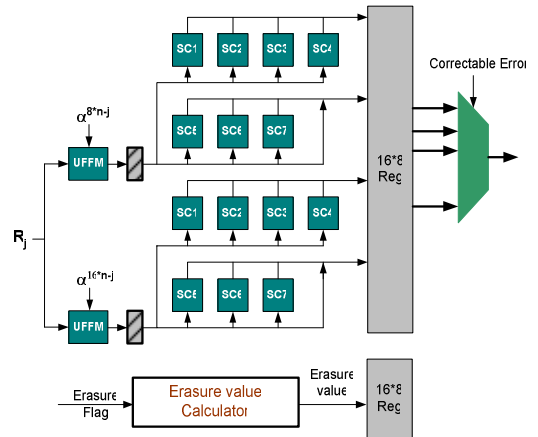 SC1 SC2 SC3 SC4
Correctable Error
α8*n-j
SC5 SC6 SC7
UFFM
16*8
Reg
SC1 SC2 SC3 SC4
Rj
α16*n-j
SC5 SC6 SC7
UFFM
Erasure
Flag
Erasure value
Calculator
Erasure
value
16*8
Reg